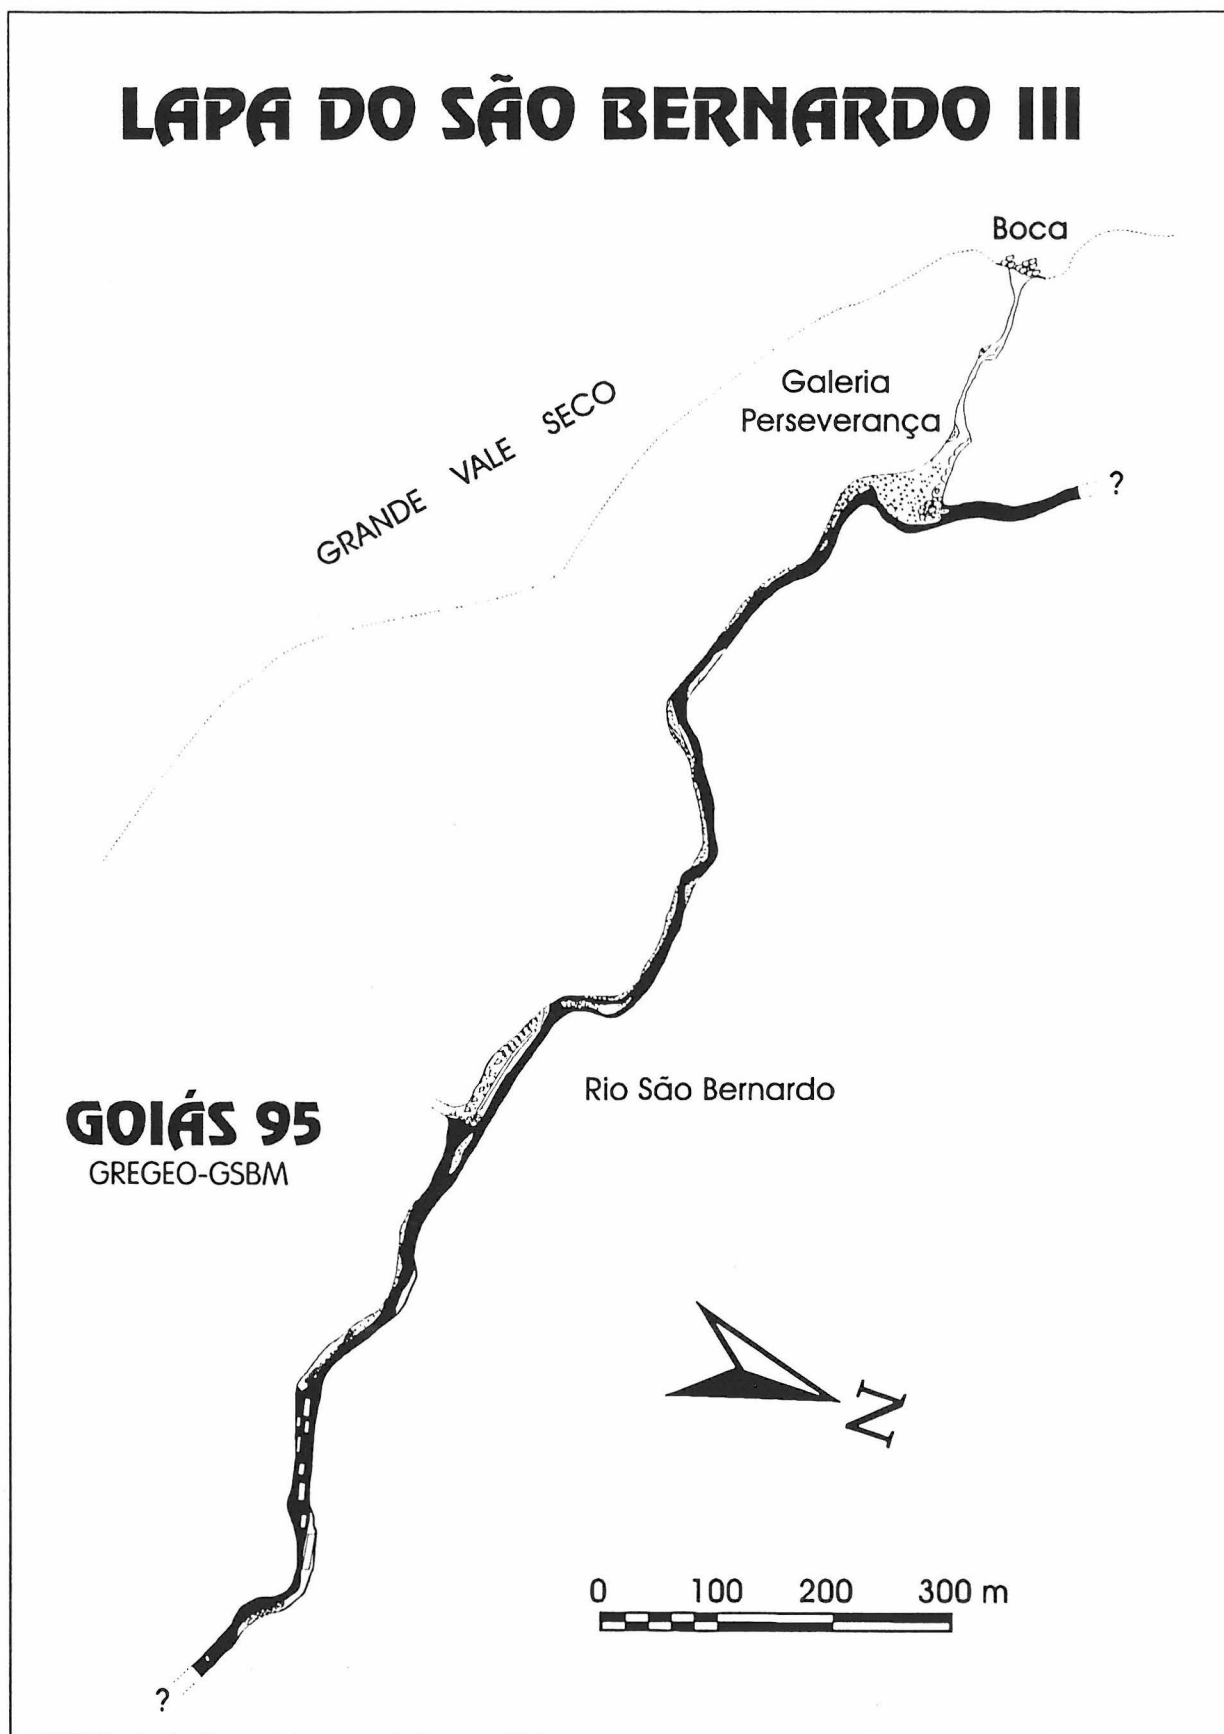 LAPA DO SÃO BERNARDO III
Boca
Galeria
Perseverança
GRANDE VALE SECO
?
Rio São Bernardo
GOIÁS 95
GREGEO-GSBM
N
0 100 200 300 m
?